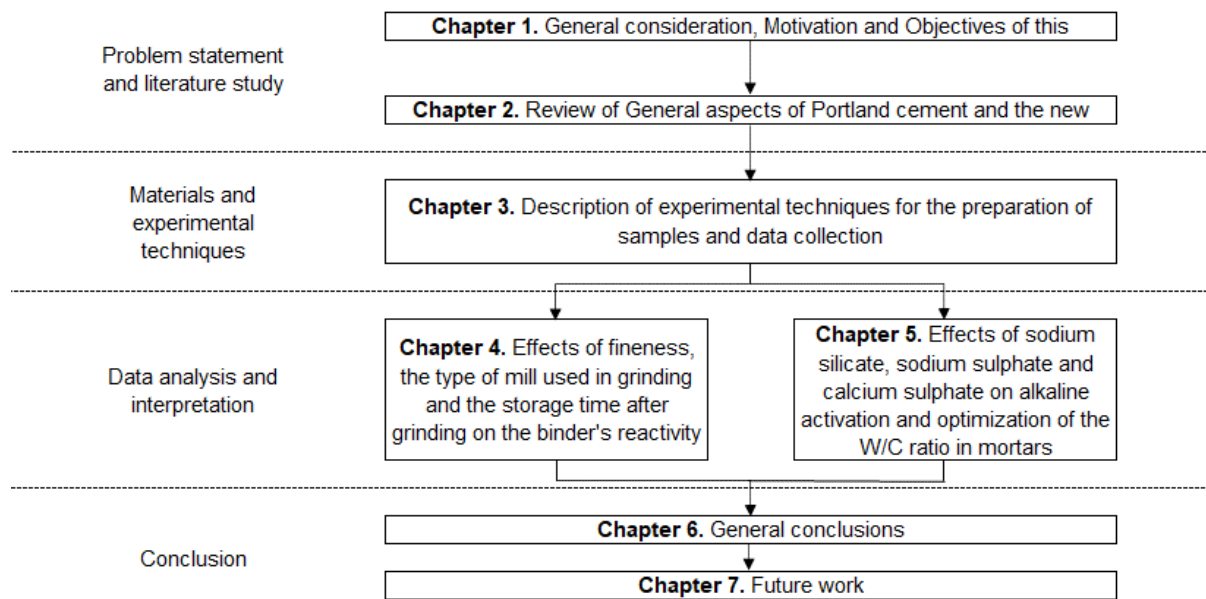 Problem statement
and literature study
Chapter 1. General consideration, Motivation and Objectives of this
Chapter 2. Review of General aspects of Portland cement and the new
Materials and
experimental
techniques
Chapter 3. Description of experimental techniques for the preparation of
samples and data collection
Data analysis and
interpretation
Chapter 4. Effects of fineness,
the type of mill used in grinding
and the storage time after
grinding on the binder's reactivity
Chapter 5. Effects of sodium
silicate, sodium sulphate and
calcium sulphate on alkaline
activation and optimization of the
W/C ratio in mortars
Conclusion
Chapter 6. General conclusions
Chapter 7. Future work